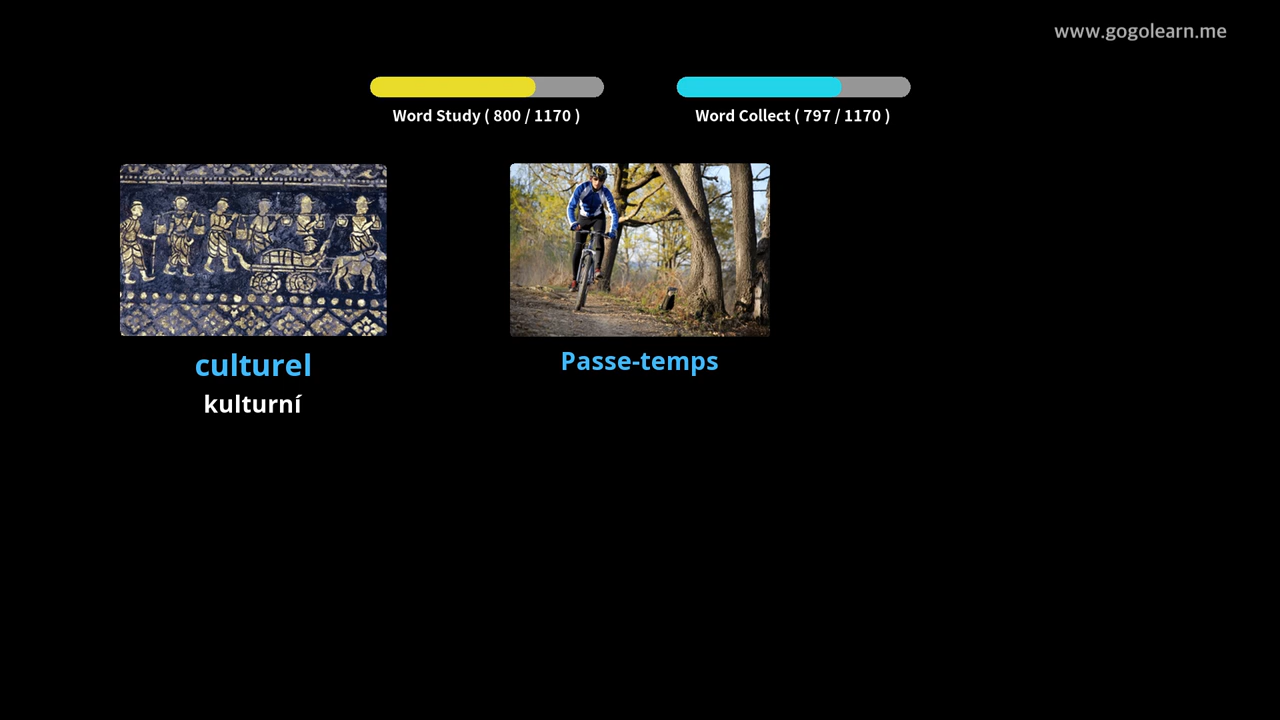 www.gogolearn.me
Word Study ( 800 / 1170 )
Word Collect ( 797 / 1170 )
culturel
kulturní
Passe-temps